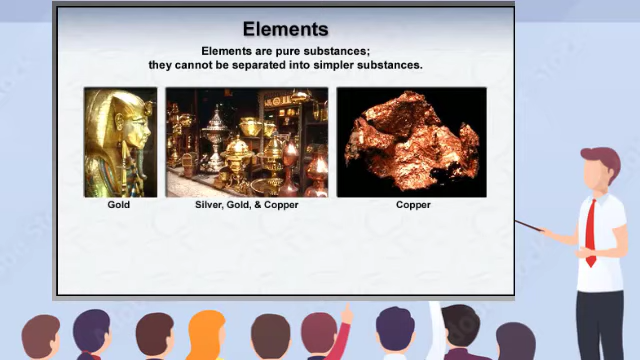 Elements
Elements are pure substances;
they cannot be separated into simpler substances.
Gold
Silver, Gold, & Copper
Copper